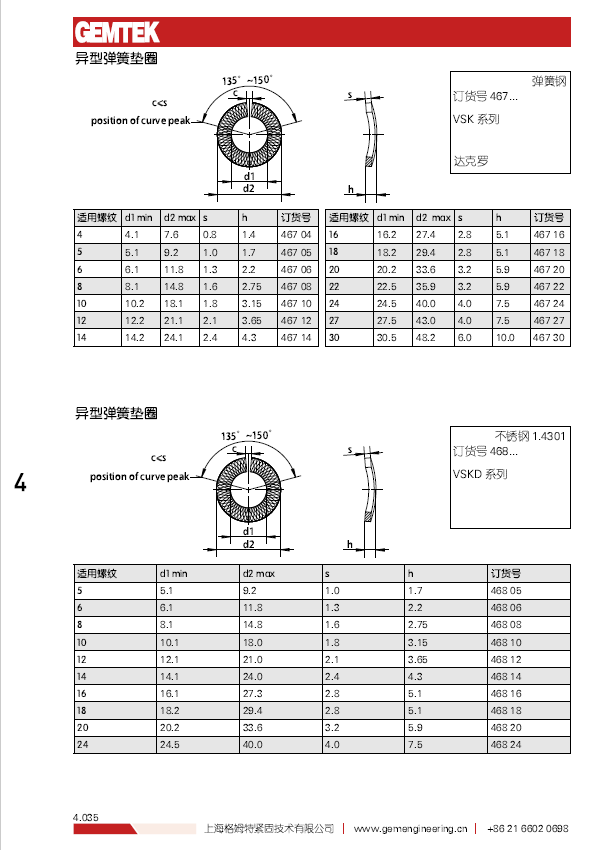 GEMTEK
异型弹簧垫圈
135° ~150°
c
c<s
position of curve peak
d1
d2
s
h
弹簧钢
订货号 467...
VSK 系列
达克罗
适用螺纹 d1 min d2 max s h 订货号 适用螺纹 d1 min d2 max s h 订货号
4 4.1 7.6 0.8 1.4 467 04 16 16.2 27.4 2.8 5.1 467 16
5 5.1 9.2 1.0 1.7 467 05 18 18.2 29.4 2.8 5.1 467 18
6 6.1 11.8 1.3 2.2 467 06 20 20.2 33.6 3.2 5.9 467 20
8 8.1 14.8 1.6 2.75 467 08 22 22.5 35.9 3.2 5.9 467 22
10 10.2 18.1 1.8 3.15 467 10 24 24.5 40.0 4.0 7.5 467 24
12 12.2 21.1 2.1 3.65 467 12 27 27.5 43.0 4.0 7.5 467 27
14 14.2 24.1 2.4 4.3 467 14 30 30.5 48.2 6.0 10.0 467 30
异型弹簧垫圈
135° ~150°
c
c<s
position of curve peak
d1
d2
s
h
不锈钢 1.4301
订货号 468...
VSKD 系列
4
适用螺纹 d1 min d2 max s h 订货号
5 5.1 9.2 1.0 1.7 468 05
6 6.1 11.8 1.3 2.2 468 06
8 8.1 14.8 1.6 2.75 468 08
10 10.1 18.0 1.8 3.15 468 10
12 12.1 21.0 2.1 3.65 468 12
14 14.1 24.0 2.4 4.3 468 14
16 16.1 27.3 2.8 5.1 468 16
18 18.2 29.4 2.8 5.1 468 18
20 20.2 33.6 3.2 5.9 468 20
24 24.5 40.0 4.0 7.5 468 24
4.035
上海格姆特紧固技术有限公司 | www.gemengineering.cn | +86 21 6602 0698